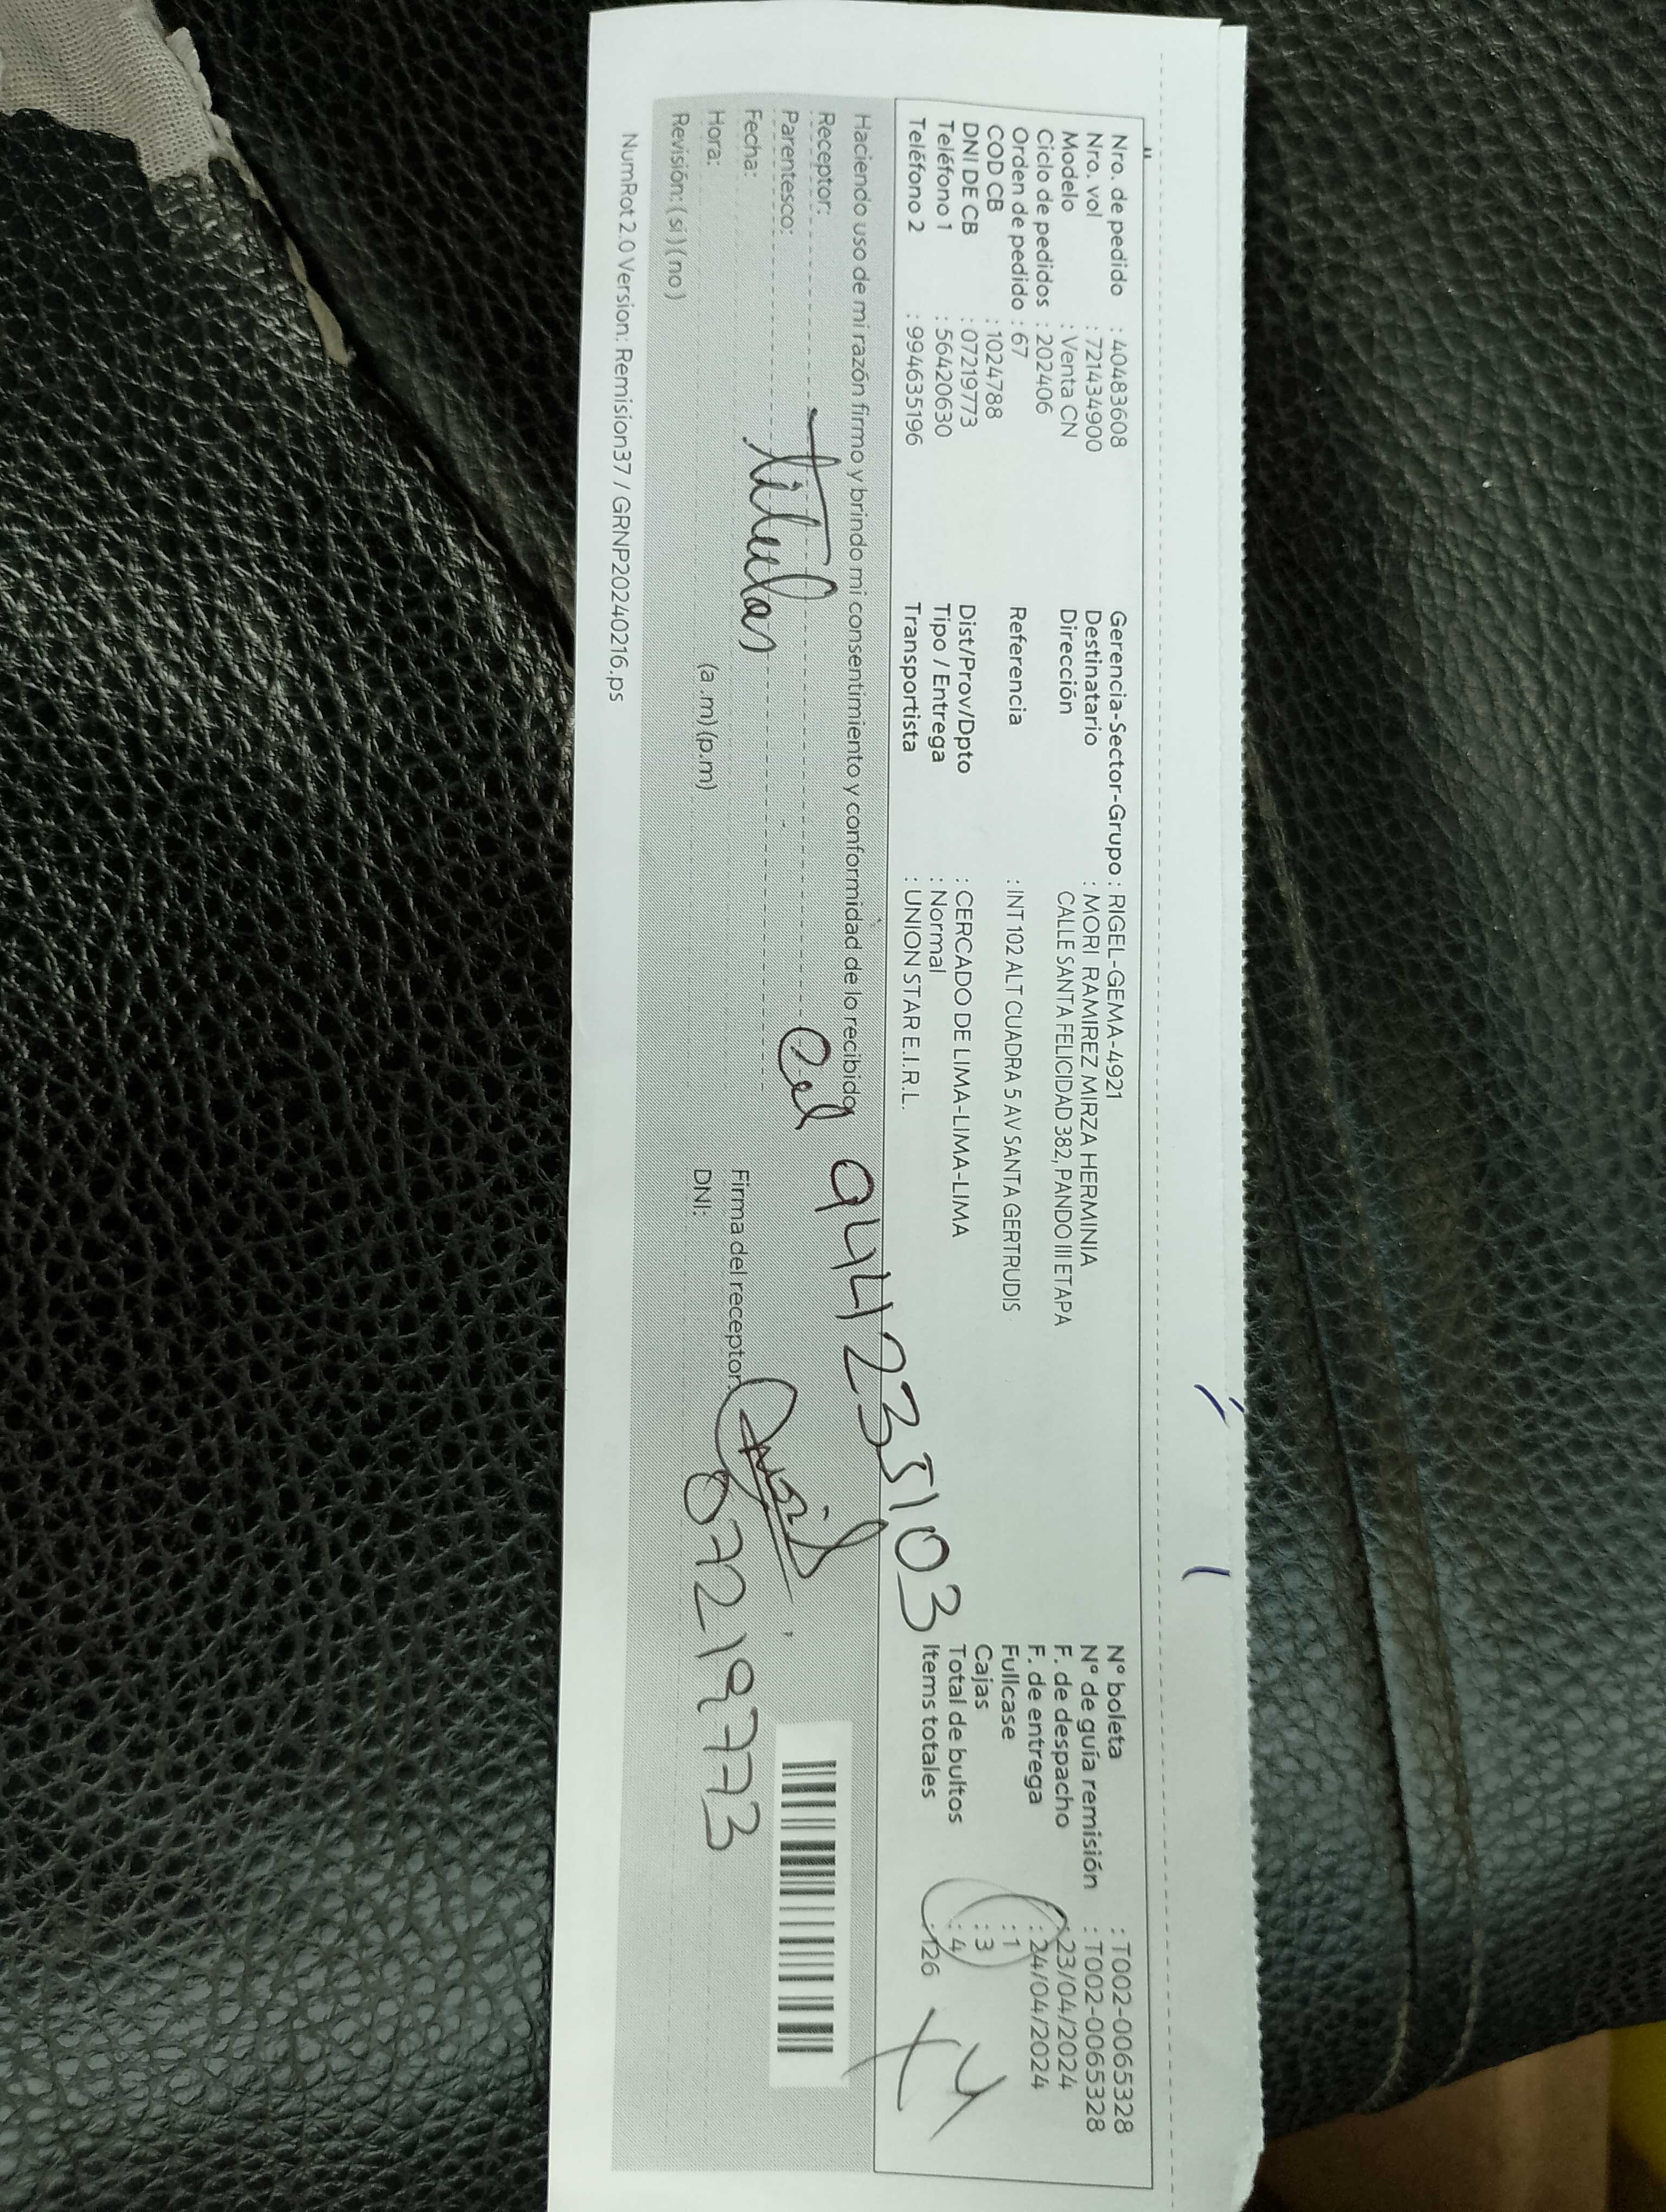 Nro. de pedido : 40483608
Nro. vol : 721434900
Modelo : Venta CN
Ciclo de pedidos : 202406
Orden de pedido : 67
COD CB : 1024788
DNI DE CB : 07219773
Teléfono 1 : 56420630
Teléfono 2 : 994635196
Gerencia-Sector-Grupo : RIGEL-GEMA-4921
Destinatario : MORI RAMIREZ MIRZA HERMINIA
Dirección CALLE SANTA FELICIDAD 382, PANDO III ETAPA
Referencia : INT 102 ALT CUADRA 5 AV SANTA GERTRUDIS
Dist/Prov/Dpto : CERCADO DE LIMA-LIMA-LIMA
Tipo / Entrega : Normal
Transportista : UNION STAR E.I.R.L.
N° boleta : T002-0065328
N° de guía remisión : T002-0065328
F. de despacho : 23/04/2024
F. de entrega : 24/04/2024
Fullcase : 1
Cajas : 3
Total de bultos : 4
Items totales : 126
X4
Haciendo uso de mi razón firmo y brindo mi consentimiento y conformidad de lo recibido
Receptor:
Cel 944235103
Parentesco: Titular
Fecha:
Firma del receptor
Hora: (a .m)(p.m)
DNI: 07219773
Revisión: ( si ) ( no )
NumRot 2.0 Version: Remision37 / GRNP20240216.ps